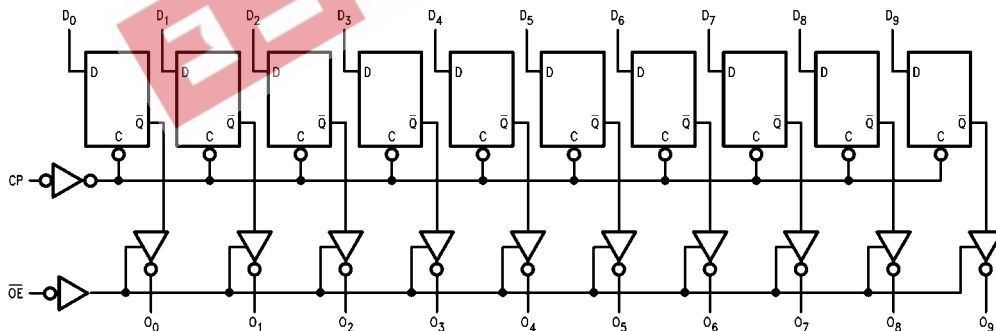 D0 D1 D2 D3 D4 D5 D6 D7 D8 D9
D D D D D D D D D D
Q̅ Q̅ Q̅ Q̅ Q̅ Q̅ Q̅ Q̅ Q̅ Q̅
C C C C C C C C C C
CP
O̅E̅
O0 O1 O2 O3 O4 O5 O6 O7 O8 O9